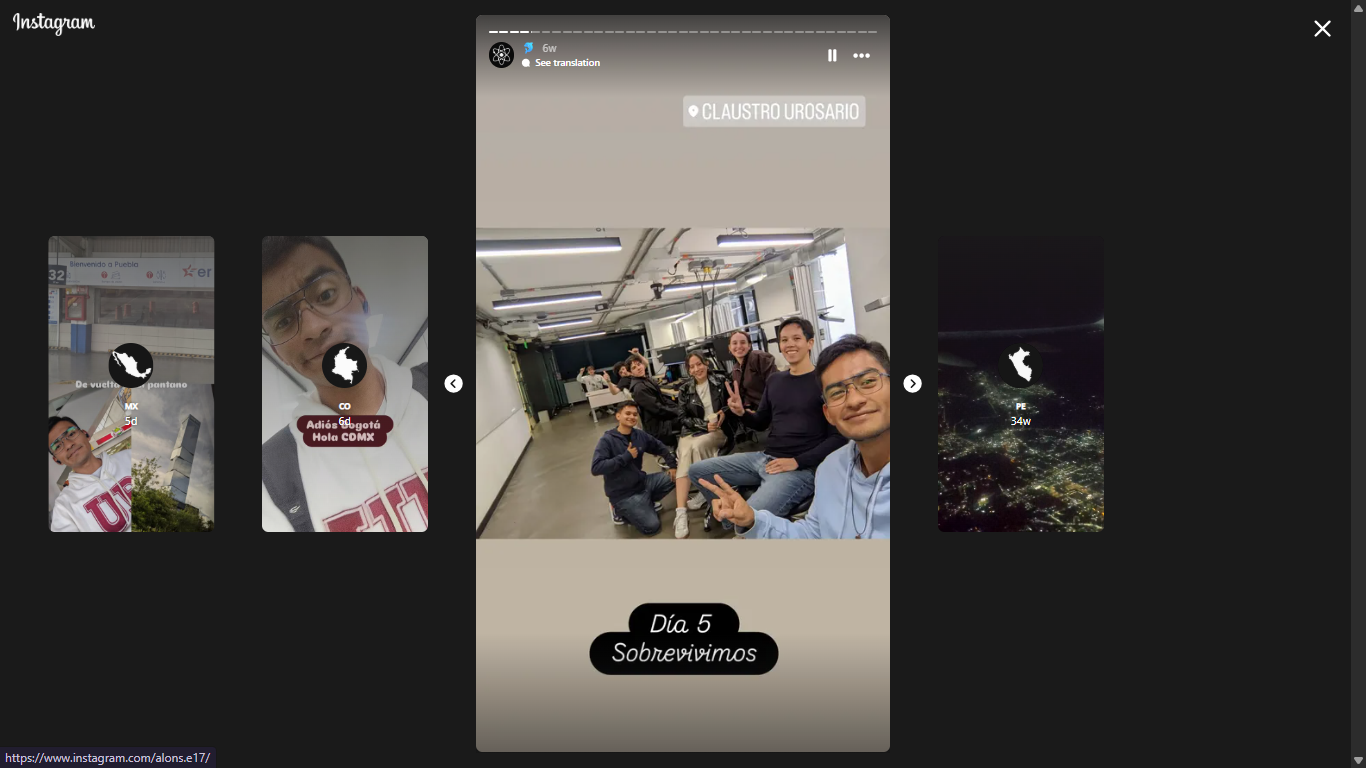 Instagram
6w
See translation
CLAUSTRO UROSARIO
32
Bienvenido a Puebla
er
De vuelta
pantano
MX
5d
CO
6d
Adiós Bogotá
Hola CDMX
PE
34w
Día 5
Sobrevivimos
https://www.instagram.com/alons.e17/